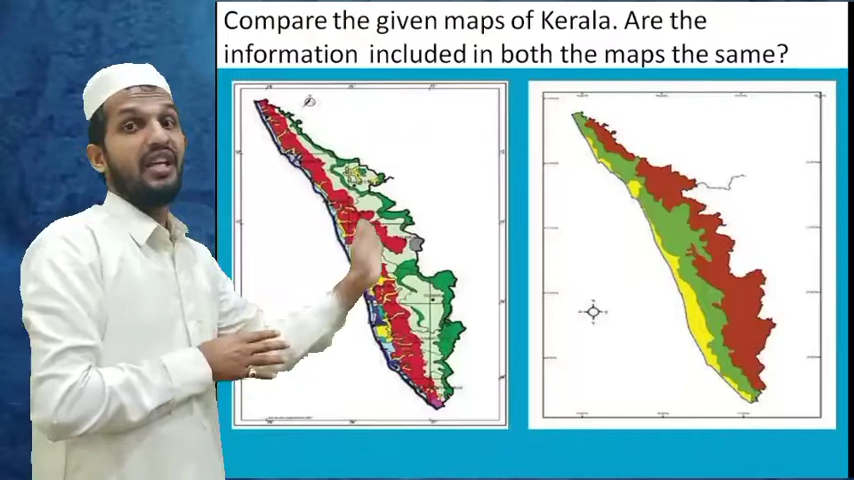 Compare the given maps of Kerala. Are the
information included in both the maps the same?